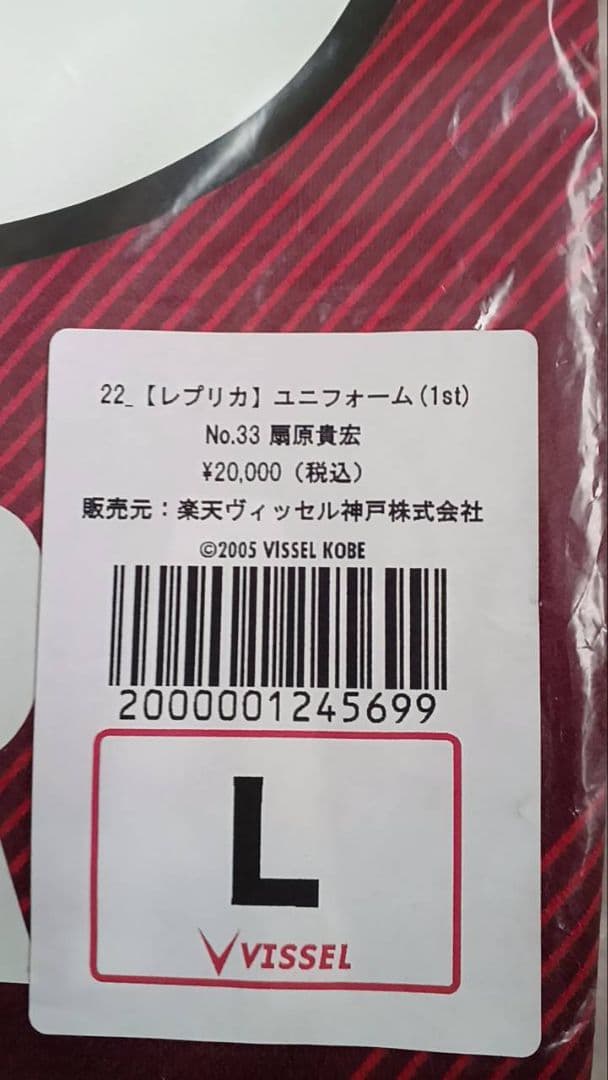 22_【レプリカ】ユニフォーム(1st)
No.33 扇原貴宏
¥20,000（税込）
販売元：楽天ヴィッセル神戸株式会社
©2005 VISSEL KOBE
2000001245699
L
VISSEL